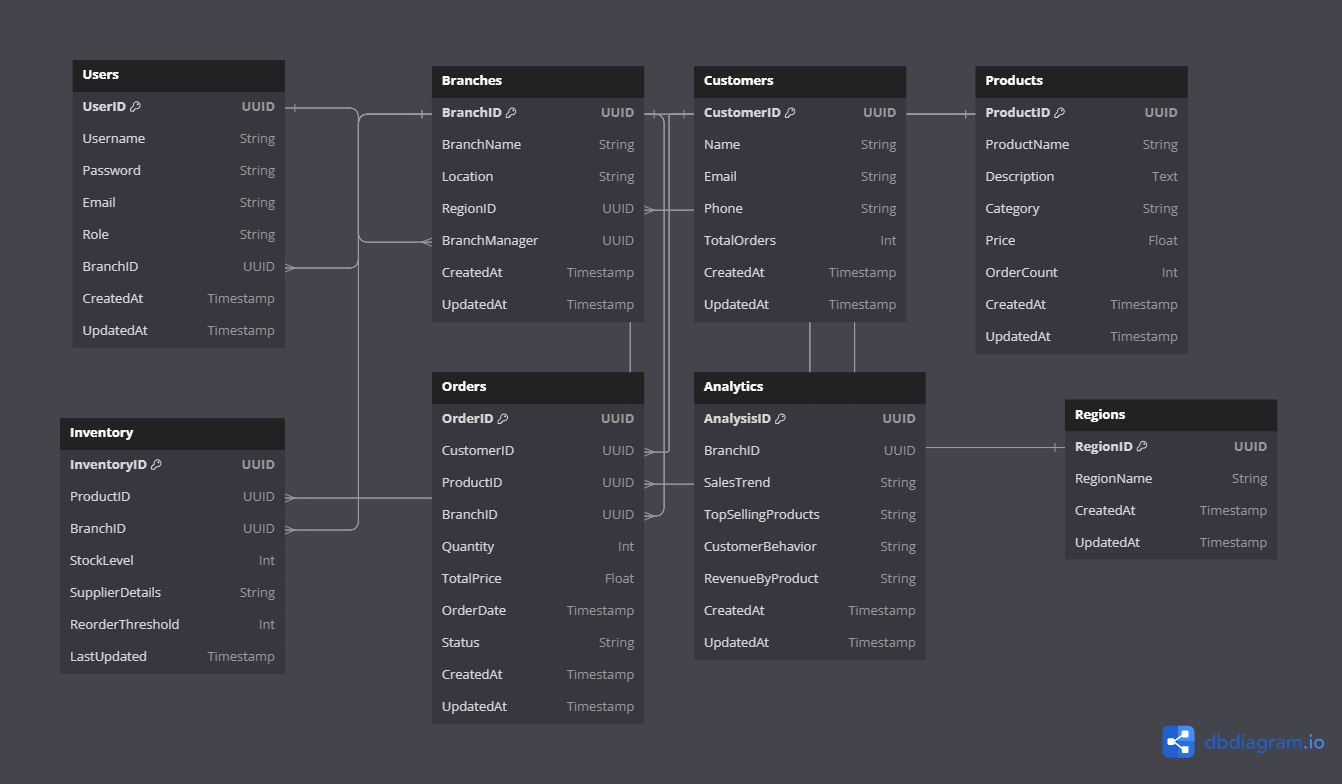 Users
UserID UUID
Username String
Password String
Email String
Role String
BranchID UUID
CreatedAt Timestamp
UpdatedAt Timestamp
Branches
BranchID UUID
BranchName String
Location String
RegionID UUID
BranchManager UUID
CreatedAt Timestamp
UpdatedAt Timestamp
Customers
CustomerID UUID
Name String
Email String
Phone String
TotalOrders Int
CreatedAt Timestamp
UpdatedAt Timestamp
Products
ProductID UUID
ProductName String
Description Text
Category String
Price Float
OrderCount Int
CreatedAt Timestamp
UpdatedAt Timestamp
Inventory
InventoryID UUID
ProductID UUID
BranchID UUID
StockLevel Int
SupplierDetails String
ReorderThreshold Int
LastUpdated Timestamp
Orders
OrderID UUID
CustomerID UUID
ProductID UUID
BranchID UUID
Quantity Int
TotalPrice Float
OrderDate Timestamp
Status String
CreatedAt Timestamp
UpdatedAt Timestamp
Analytics
AnalysisID UUID
BranchID UUID
SalesTrend String
TopSellingProducts String
CustomerBehavior String
RevenueByProduct String
CreatedAt Timestamp
UpdatedAt Timestamp
Regions
RegionID UUID
RegionName String
CreatedAt Timestamp
UpdatedAt Timestamp
dbdiagram.io